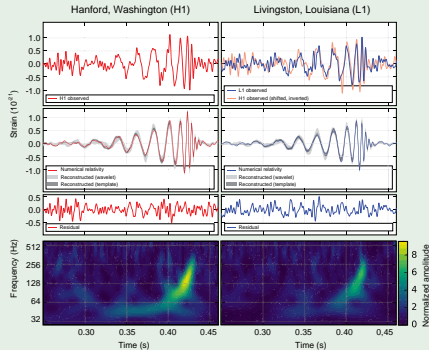 Hanford, Washington (H1)
Livingston, Louisiana (L1)
1.0
0.5
0.0
-0.5
-1.0
H1 observed
L1 observed
H1 observed (shifted, inverted)
Strain (10⁻²¹)
1.0
0.5
0.0
-0.5
-1.0
Numerical relativity
Reconstructed (wavelet)
Reconstructed (template)
Numerical relativity
Reconstructed (wavelet)
Reconstructed (template)
0.5
0.0
-0.5
Residual
Residual
Frequency (Hz)
512
256
128
64
32
8
6
4
2
0
Normalized amplitude
0.30
0.35
0.40
0.45
0.30
0.35
0.40
0.45
Time (s)
Time (s)